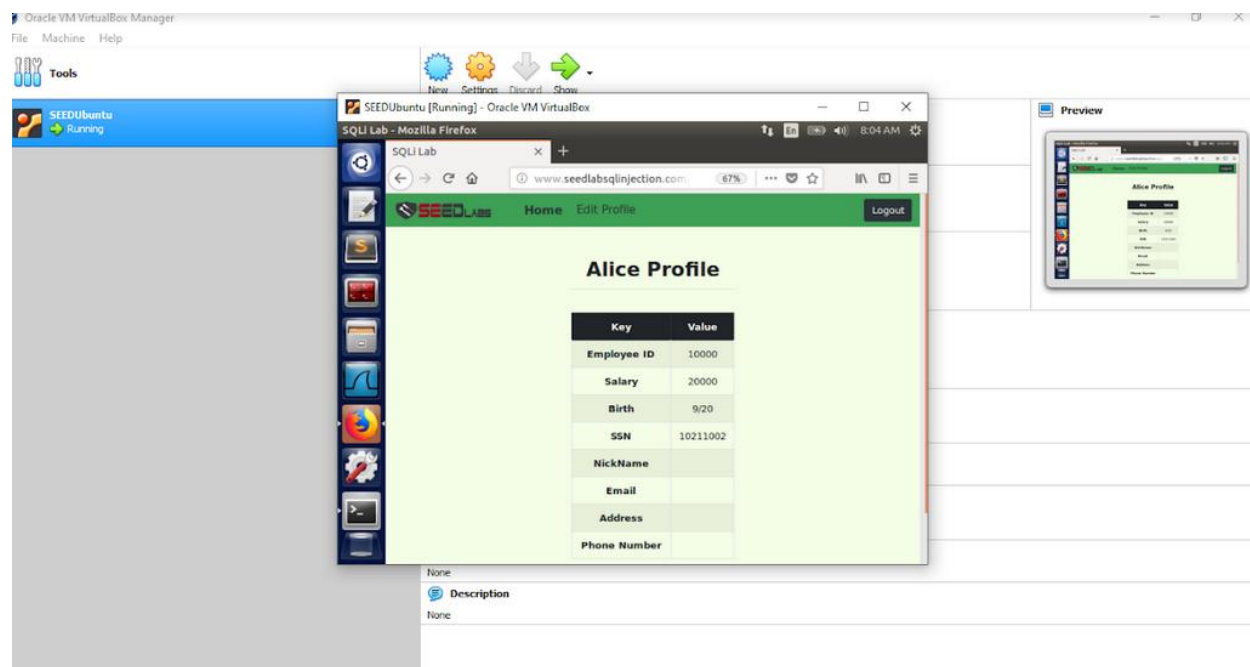 Oracle VM VirtualBox Manager
File Machine Help
Tools
New Settings Discard Show
SEEDUbuntu
Running
Preview
SEEDUbuntu [Running] - Oracle VM VirtualBox
SQLi Lab - Mozilla Firefox
En
8:04 AM
SQLi Lab
www.seedlabsqlinjection.com
67%
SEEDLABS
Home Edit Profile
Logout
Alice Profile
Key Value
Employee ID 10000
Salary 20000
Birth 9/20
SSN 10211002
NickName
Email
Address
Phone Number
None
Description
None